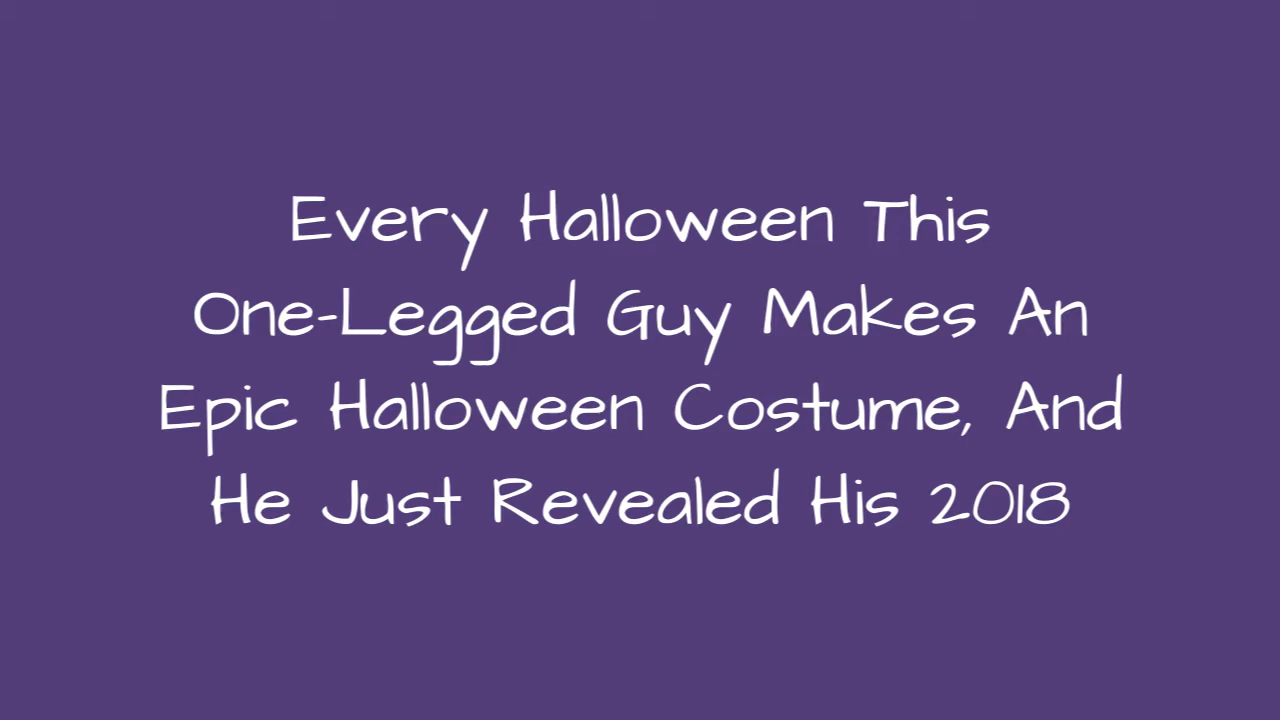 Every Halloween This
One-Legged Guy Makes An
Epic Halloween Costume, And
He Just Revealed His 2018